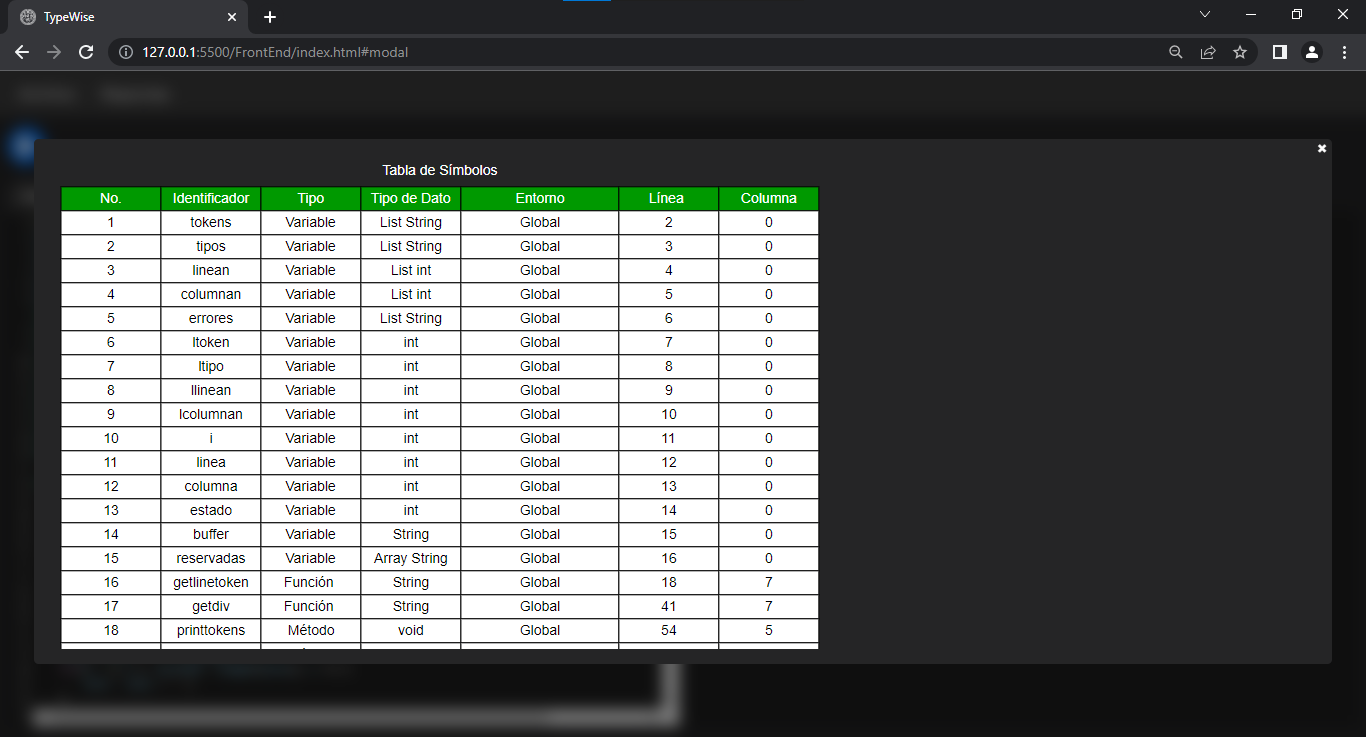 TypeWise
127.0.0.1:5500/FrontEnd/index.html#modal
Tabla de Símbolos
No. Identificador Tipo Tipo de Dato Entorno Línea Columna
1 tokens Variable List String Global 2 0
2 tipos Variable List String Global 3 0
3 linean Variable List int Global 4 0
4 columnan Variable List int Global 5 0
5 errores Variable List String Global 6 0
6 ltoken Variable int Global 7 0
7 ltipo Variable int Global 8 0
8 llinean Variable int Global 9 0
9 lcolumnan Variable int Global 10 0
10 i Variable int Global 11 0
11 linea Variable int Global 12 0
12 columna Variable int Global 13 0
13 estado Variable int Global 14 0
14 buffer Variable String Global 15 0
15 reservadas Variable Array String Global 16 0
16 getlinetoken Función String Global 18 7
17 getdiv Función String Global 41 7
18 printtokens Método void Global 54 5